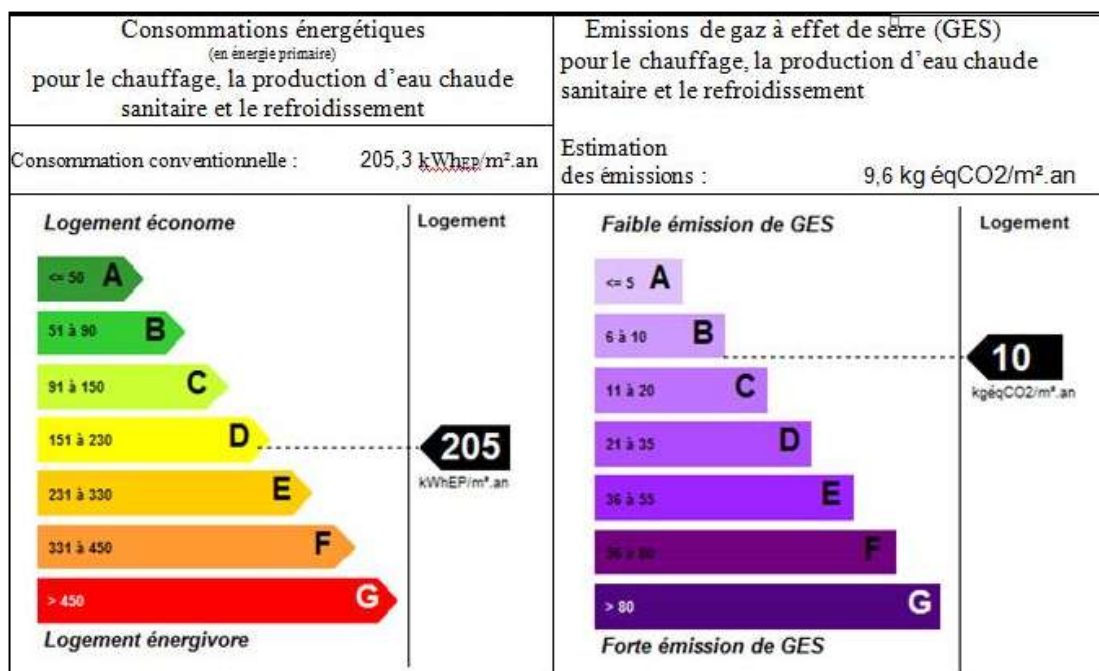 Consommations énergétiques
(en énergie primaire)
pour le chauffage, la production d'eau chaude
sanitaire et le refroidissement
Consommation conventionnelle : 205,3 kWhEP/m².an
Logement économe
Logement
<= 50 A
51 à 90 B
91 à 150 C
151 à 230 D
231 à 330 E
331 à 450 F
> 450 G
205
kWhEP/m².an
Logement énergivore
Emissions de gaz à effet de serre (GES)
pour le chauffage, la production d'eau chaude
sanitaire et le refroidissement
Estimation
des émissions : 9,6 kg éqCO2/m².an
Faible émission de GES
Logement
<= 5 A
6 à 10 B
11 à 20 C
21 à 35 D
36 à 55 E
56 à 80 F
> 80 G
10
kgéqCO2/m².an
Forte émission de GES